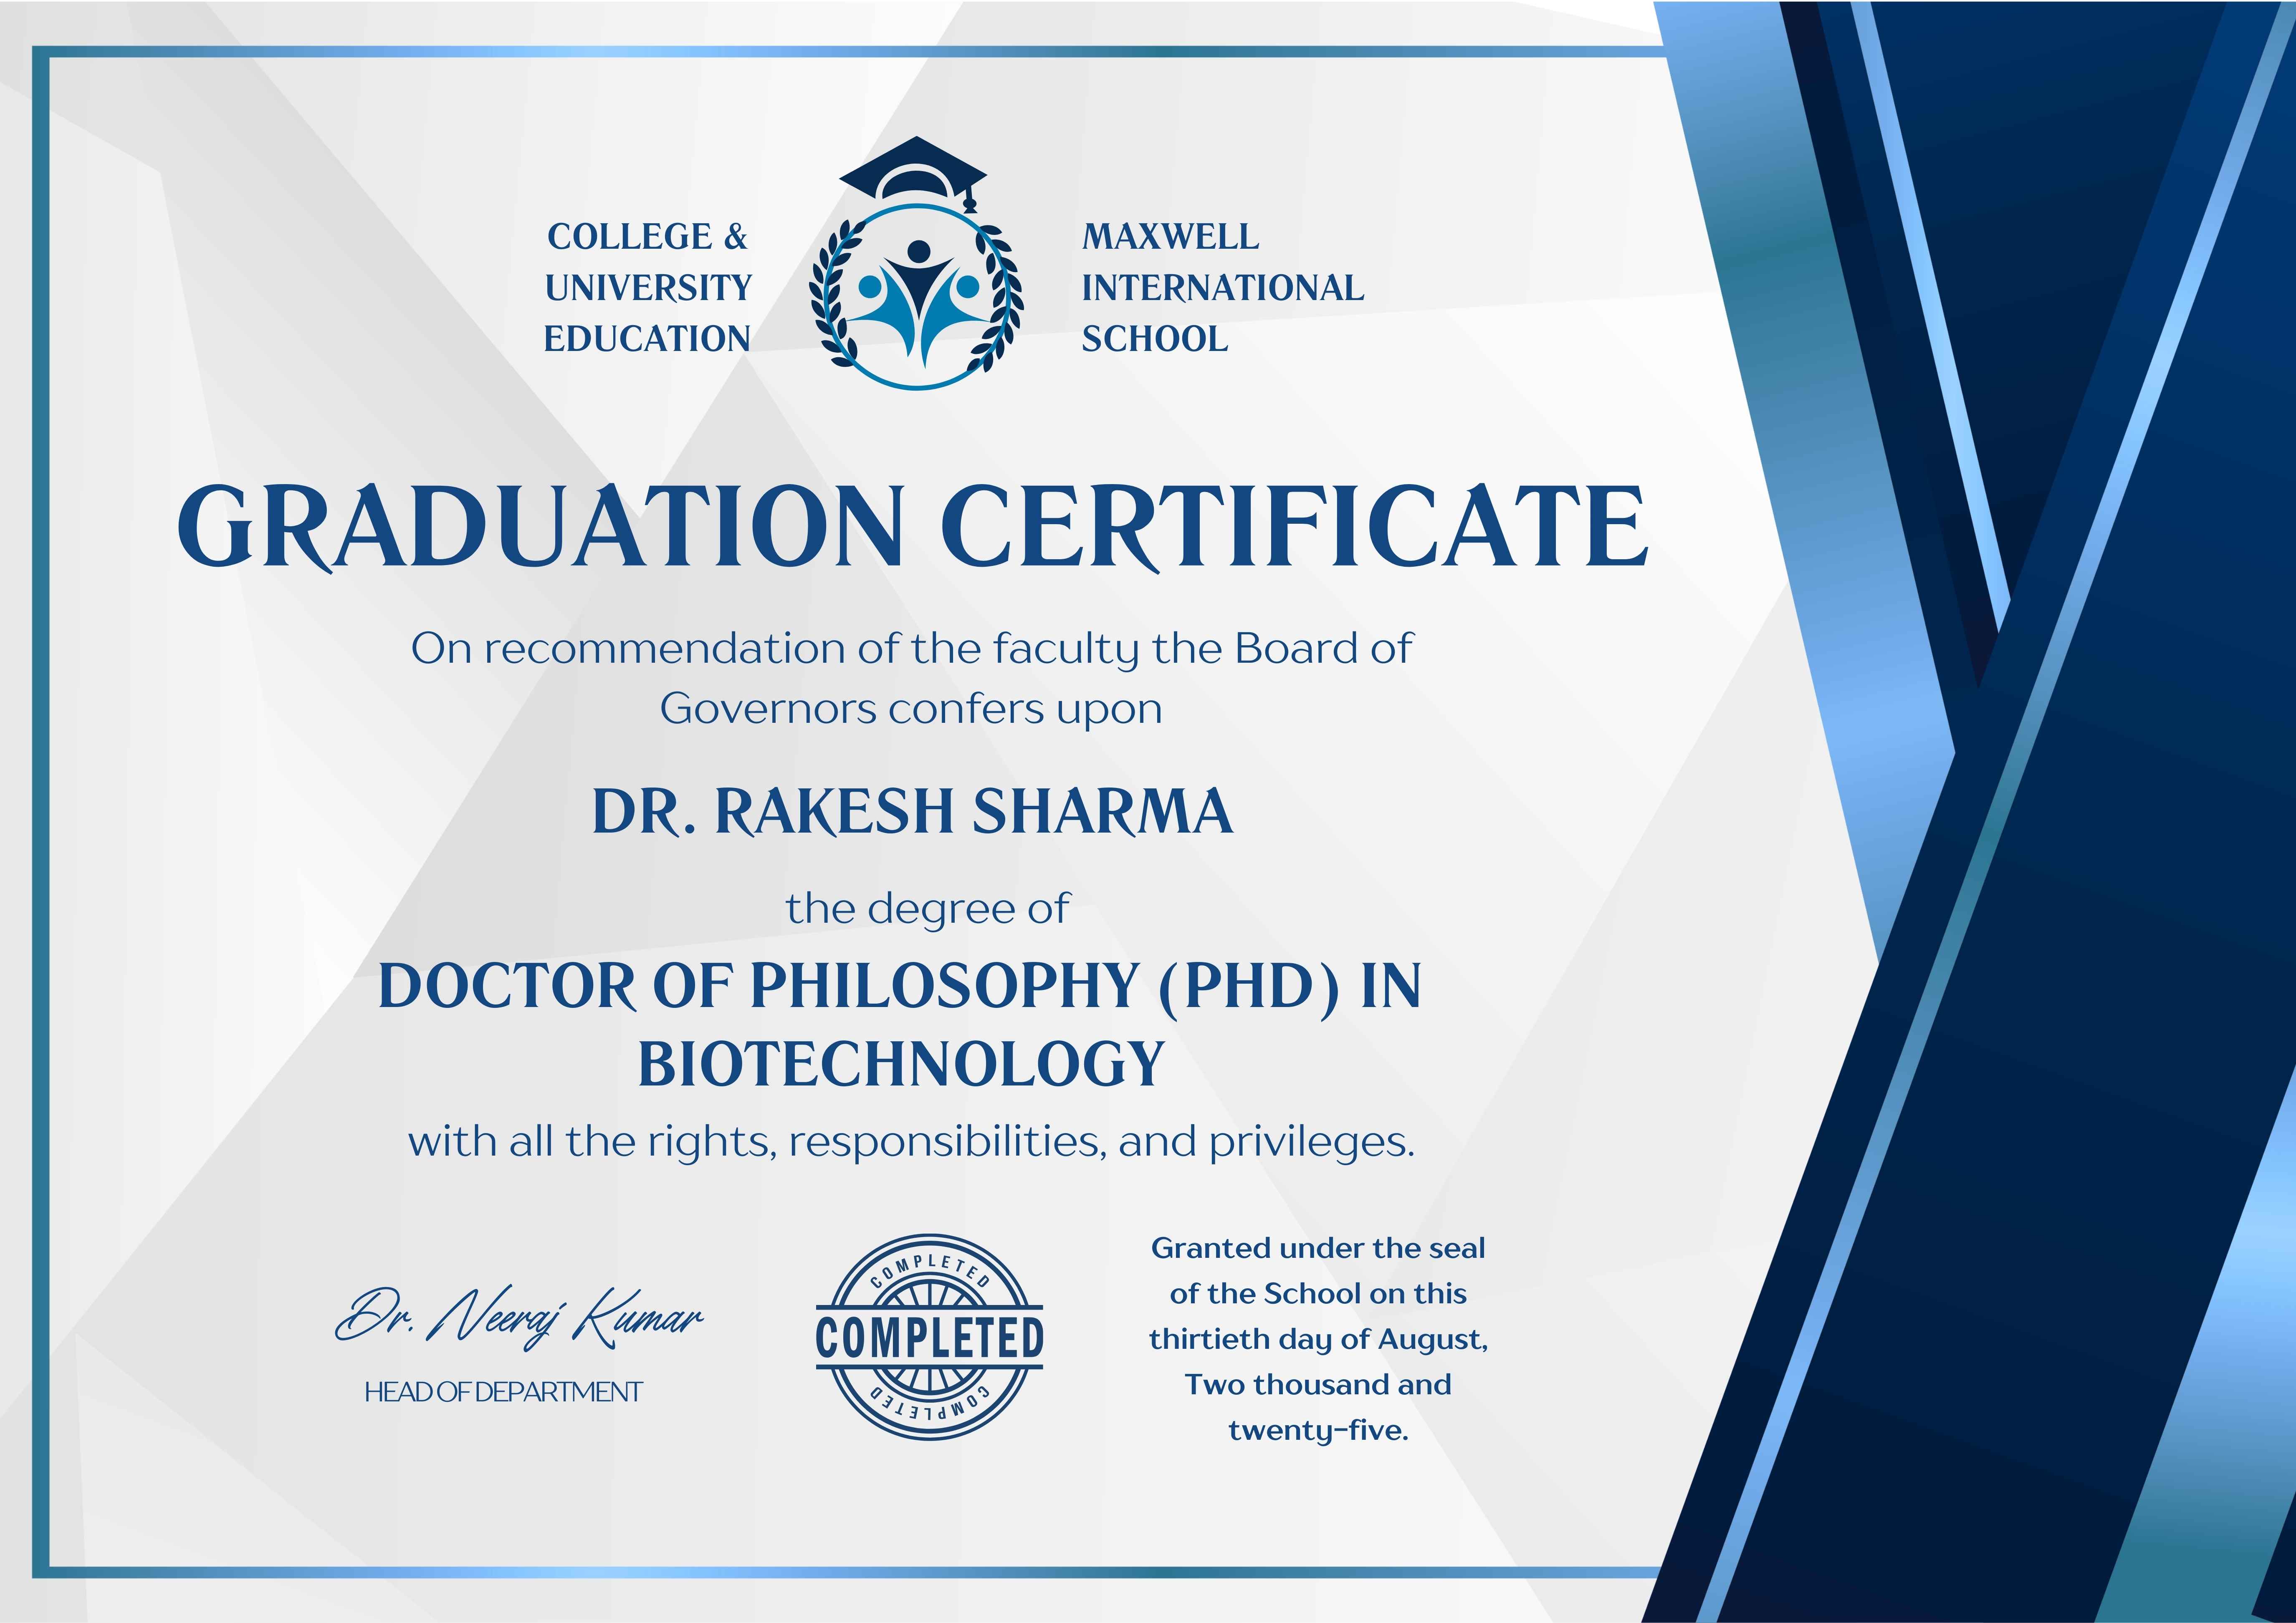 COLLEGE &
UNIVERSITY
EDUCATION
MAXWELL
INTERNATIONAL
SCHOOL
GRADUATION CERTIFICATE
On recommendation of the faculty the Board of
Governors confers upon
DR. RAKESH SHARMA
the degree of
DOCTOR OF PHILOSOPHY (PHD) IN
BIOTECHNOLOGY
with all the rights, responsibilities, and privileges.
Dr. Neeraj Kumar
HEAD OF DEPARTMENT
COMPLETED
COMPLETED
COMPLETED
Granted under the seal
of the School on this
thirtieth day of August,
Two thousand and
twenty-five.